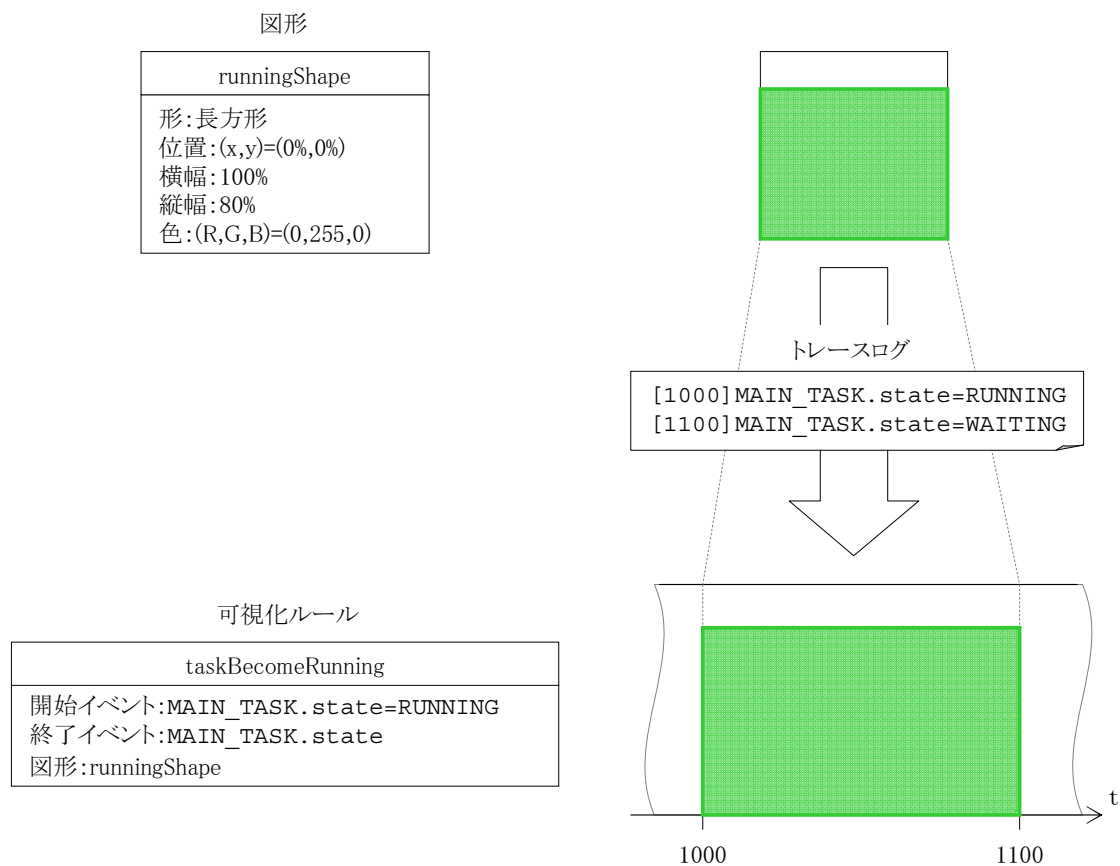 図形
runningShape
形:長方形
位置:(x,y)=(0%,0%)
横幅:100%
縦幅:80%
色:(R,G,B)=(0,255,0)
トレースログ
[1000]MAIN_TASK.state=RUNNING
[1100]MAIN_TASK.state=WAITING
可視化ルール
taskBecomeRunning
開始イベント:MAIN_TASK.state=RUNNING
終了イベント:MAIN_TASK.state
図形:runningShape
t
1000
1100